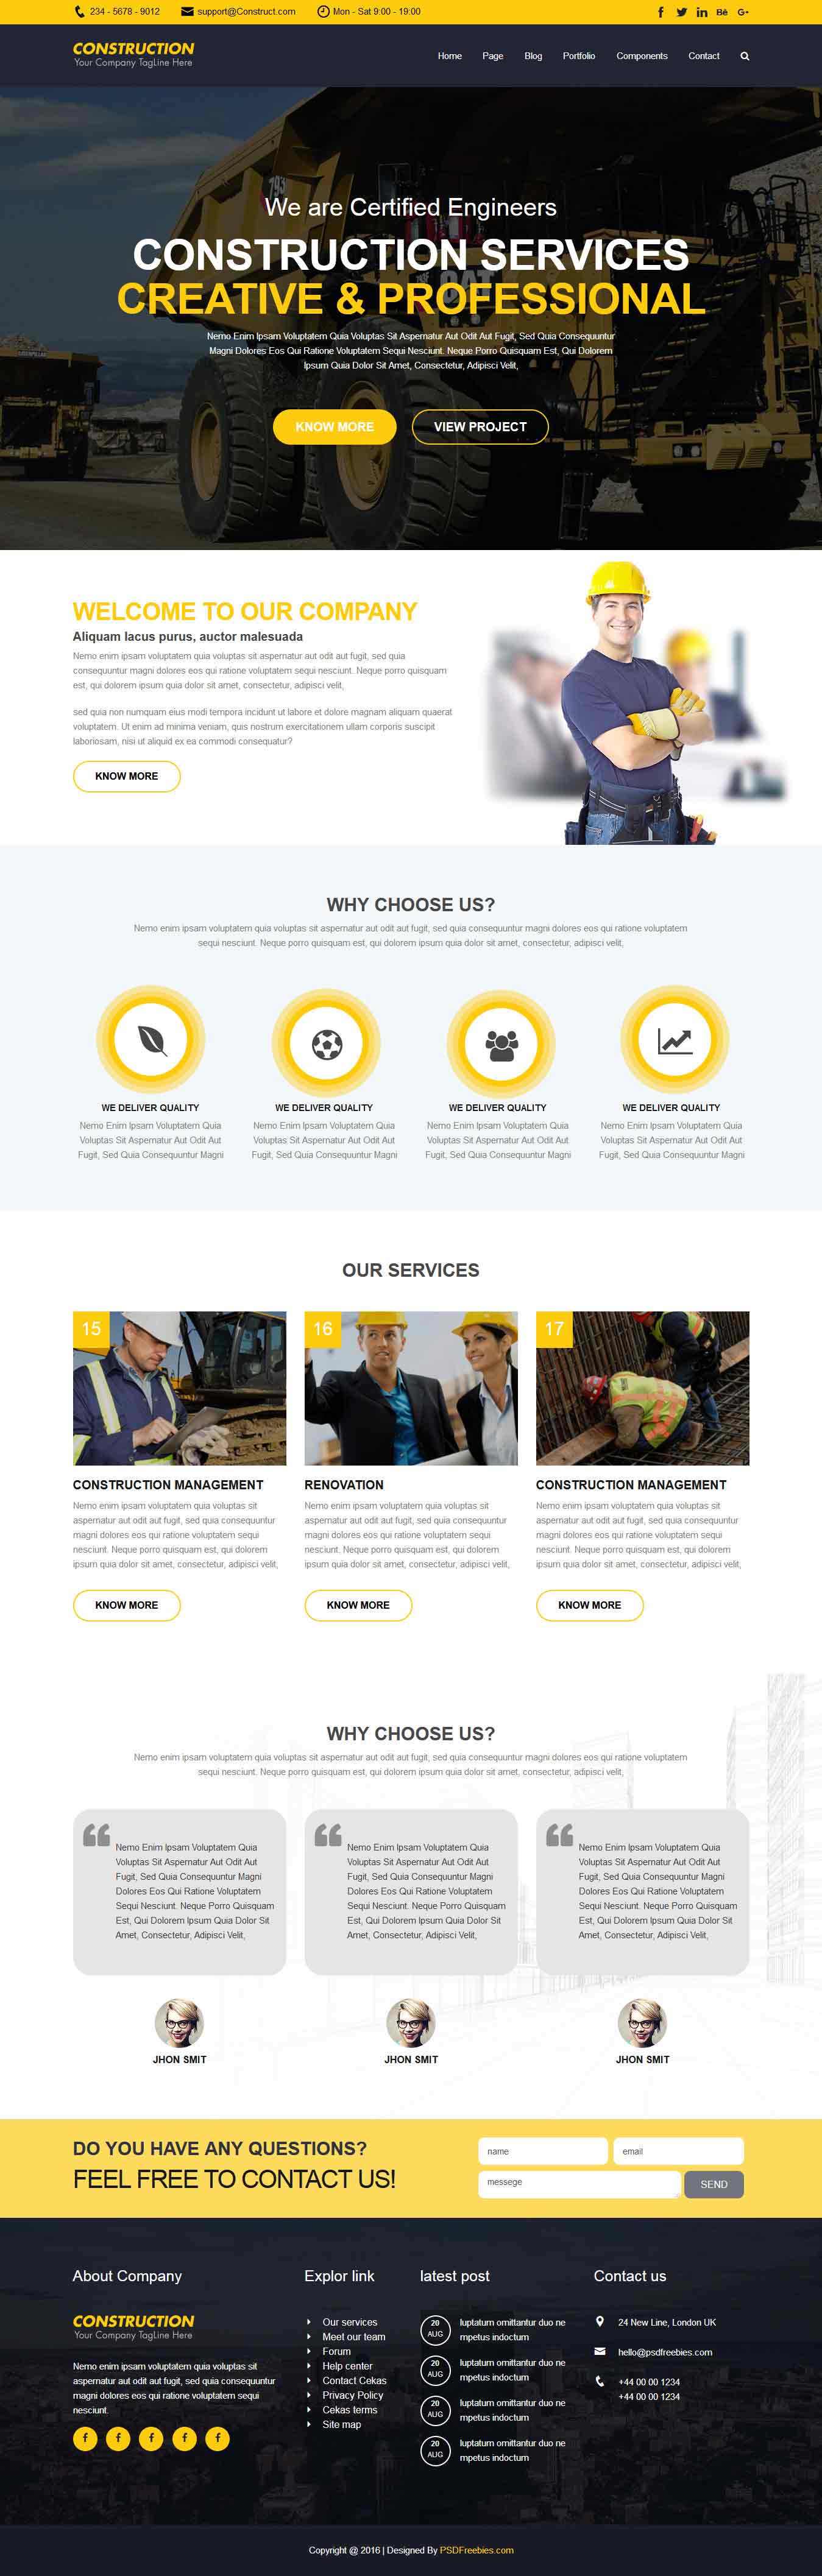 234 - 5678 - 9012 support@Construct.com Mon - Sat 9:00 - 19:00
CONSTRUCTION
Your Company TagLine Here
Home Page Blog Portfolio Components Contact
793
CAT
We are Certified Engineers
CONSTRUCTION SERVICES
CREATIVE & PROFESSIONAL
Nemo Enim Ipsam Voluptatem Quia Voluptas Sit Aspernatur Aut Odit Aut Fugit, Sed Quia Consequuntur
Magni Dolores Eos Qui Ratione Voluptatem Sequi Nesciunt. Neque Porro Quisquam Est, Qui Dolorem
Ipsum Quia Dolor Sit Amet, Consectetur, Adipisci Velit,
KNOW MORE VIEW PROJECT
WELCOME TO OUR COMPANY
Aliquam lacus purus, auctor malesuada
Nemo enim ipsam voluptatem quia voluptas sit aspernatur aut odit aut fugit, sed quia
consequuntur magni dolores eos qui ratione voluptatem sequi nesciunt. Neque porro quisquam
est, qui dolorem ipsum quia dolor sit amet, consectetur, adipisci velit,
sed quia non numquam eius modi tempora incidunt ut labore et dolore magnam aliquam quaerat
voluptatem. Ut enim ad minima veniam, quis nostrum exercitationem ullam corporis suscipit
laboriosam, nisi ut aliquid ex ea commodi consequatur?
KNOW MORE
WHY CHOOSE US?
Nemo enim ipsam voluptatem quia voluptas sit aspernatur aut odit aut fugit, sed quia consequuntur magni dolores eos qui ratione voluptatem
sequi nesciunt. Neque porro quisquam est, qui dolorem ipsum quia dolor sit amet, consectetur, adipisci velit,
WE DELIVER QUALITY
Nemo Enim Ipsam Voluptatem Quia
Voluptas Sit Aspernatur Aut Odit Aut
Fugit, Sed Quia Consequuntur Magni
WE DELIVER QUALITY
Nemo Enim Ipsam Voluptatem Quia
Voluptas Sit Aspernatur Aut Odit Aut
Fugit, Sed Quia Consequuntur Magni
WE DELIVER QUALITY
Nemo Enim Ipsam Voluptatem Quia
Voluptas Sit Aspernatur Aut Odit Aut
Fugit, Sed Quia Consequuntur Magni
WE DELIVER QUALITY
Nemo Enim Ipsam Voluptatem Quia
Voluptas Sit Aspernatur Aut Odit Aut
Fugit, Sed Quia Consequuntur Magni
OUR SERVICES
15
CONSTRUCTION MANAGEMENT
Nemo enim ipsam voluptatem quia voluptas sit
aspernatur aut odit aut fugit, sed quia consequuntur
magni dolores eos qui ratione voluptatem sequi
nesciunt. Neque porro quisquam est, qui dolorem
ipsum quia dolor sit amet, consectetur, adipisci velit,
KNOW MORE
16
RENOVATION
Nemo enim ipsam voluptatem quia voluptas sit
aspernatur aut odit aut fugit, sed quia consequuntur
magni dolores eos qui ratione voluptatem sequi
nesciunt. Neque porro quisquam est, qui dolorem
ipsum quia dolor sit amet, consectetur, adipisci velit,
KNOW MORE
17
CONSTRUCTION MANAGEMENT
Nemo enim ipsam voluptatem quia voluptas sit
aspernatur aut odit aut fugit, sed quia consequuntur
magni dolores eos qui ratione voluptatem sequi
nesciunt. Neque porro quisquam est, qui dolorem
ipsum quia dolor sit amet, consectetur, adipisci velit,
KNOW MORE
WHY CHOOSE US?
Nemo enim ipsam voluptatem quia voluptas sit aspernatur aut odit aut fugit, sed quia consequuntur magni dolores eos qui ratione voluptatem
sequi nesciunt. Neque porro quisquam est, qui dolorem ipsum quia dolor sit amet, consectetur, adipisci velit,
Nemo Enim Ipsam Voluptatem Quia
Voluptas Sit Aspernatur Aut Odit Aut
Fugit, Sed Quia Consequuntur Magni
Dolores Eos Qui Ratione Voluptatem
Sequi Nesciunt. Neque Porro Quisquam
Est, Qui Dolorem Ipsum Quia Dolor Sit
Amet, Consectetur, Adipisci Velit,
JHON SMIT
Nemo Enim Ipsam Voluptatem Quia
Voluptas Sit Aspernatur Aut Odit Aut
Fugit, Sed Quia Consequuntur Magni
Dolores Eos Qui Ratione Voluptatem
Sequi Nesciunt. Neque Porro Quisquam
Est, Qui Dolorem Ipsum Quia Dolor Sit
Amet, Consectetur, Adipisci Velit,
JHON SMIT
Nemo Enim Ipsam Voluptatem Quia
Voluptas Sit Aspernatur Aut Odit Aut
Fugit, Sed Quia Consequuntur Magni
Dolores Eos Qui Ratione Voluptatem
Sequi Nesciunt. Neque Porro Quisquam
Est, Qui Dolorem Ipsum Quia Dolor Sit
Amet, Consectetur, Adipisci Velit,
JHON SMIT
DO YOU HAVE ANY QUESTIONS?
FEEL FREE TO CONTACT US!
name email
messege SEND
About Company
CONSTRUCTION
Your Company TagLine Here
Nemo enim ipsam voluptatem quia voluptas sit
aspernatur aut odit aut fugit, sed quia consequuntur
magni dolores eos qui ratione voluptatem sequi
nesciunt.
Explor link
Our services
Meet our team
Forum
Help center
Contact Cekas
Privacy Policy
Cekas terms
Site map
latest post
20 AUG
luptatum omittantur duo ne
mpetus indoctum
20 AUG
luptatum omittantur duo ne
mpetus indoctum
20 AUG
luptatum omittantur duo ne
mpetus indoctum
20 AUG
luptatum omittantur duo ne
mpetus indoctum
Contact us
24 New Line, London UK
hello@psdfreebies.com
+44 00 00 1234
+44 00 00 1234
Copyright @ 2016 | Designed By PSDFreebies.com